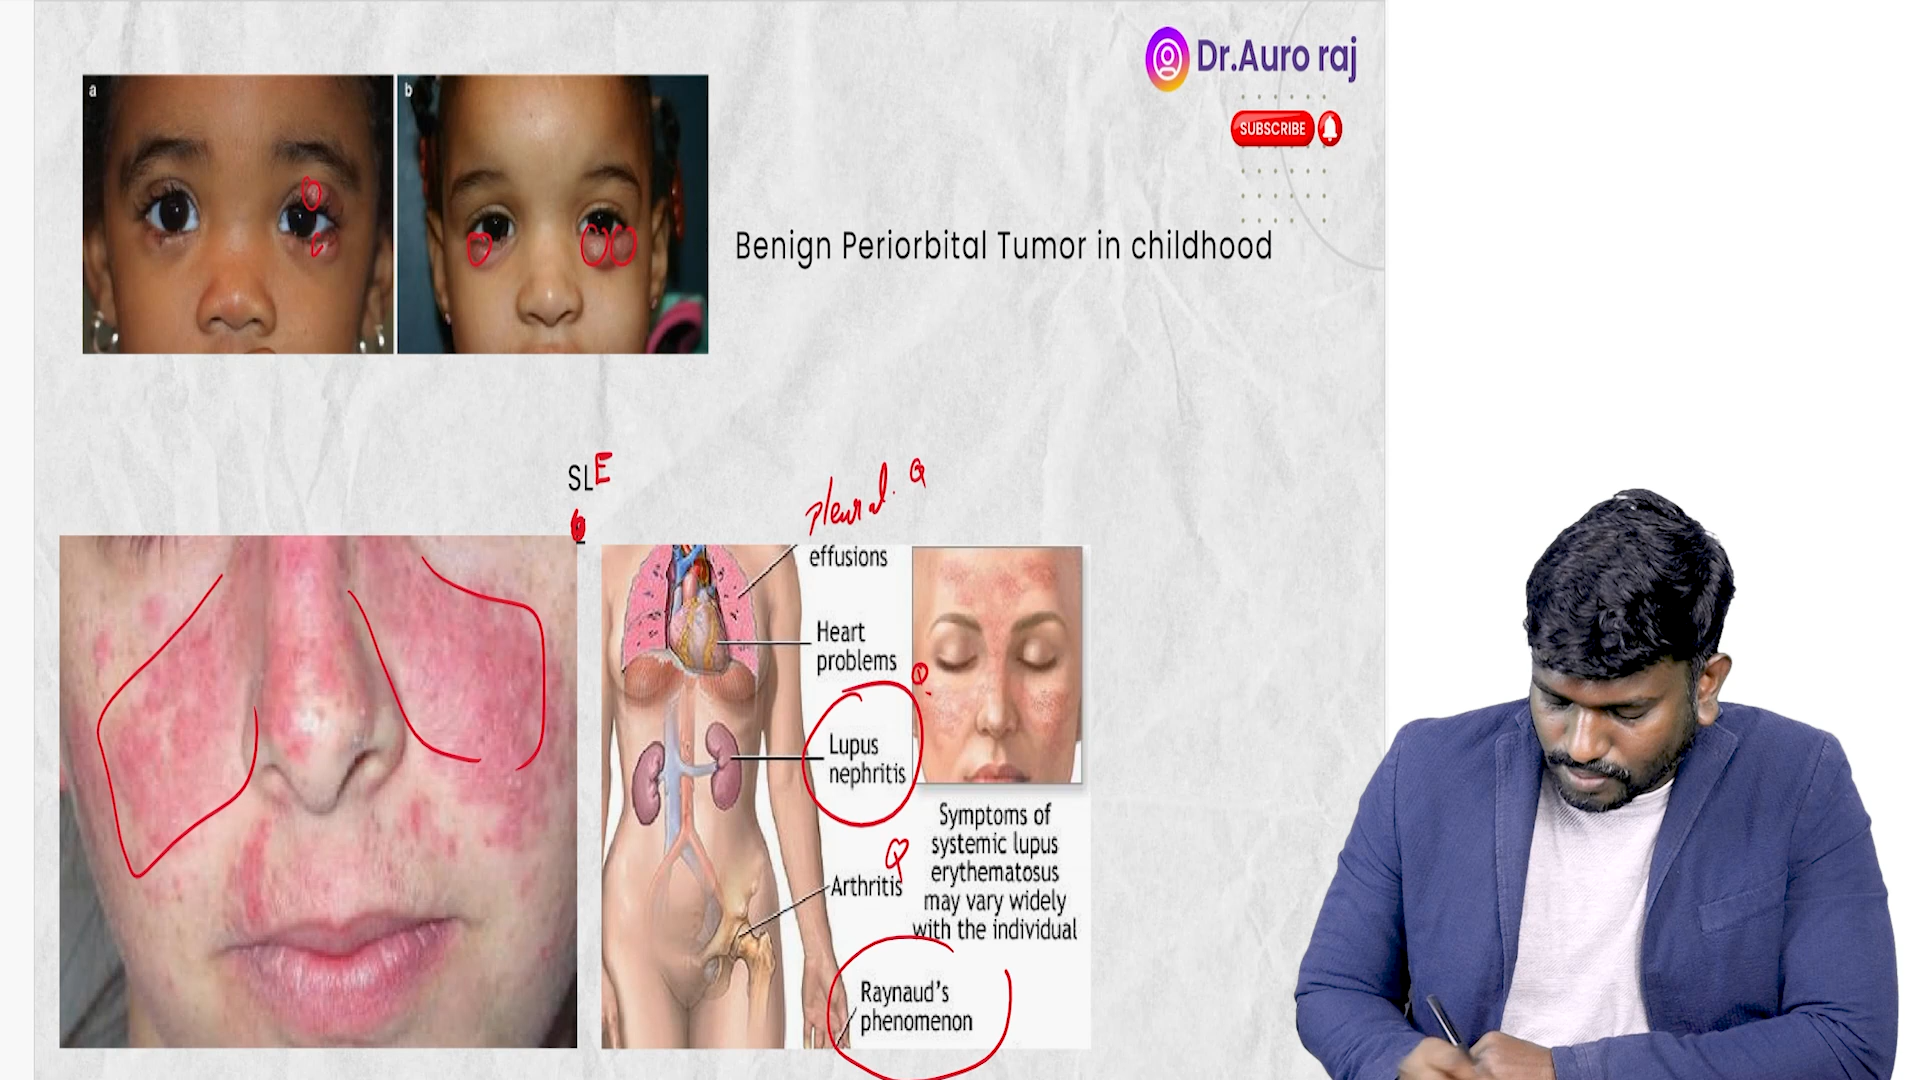 Dr.Auro raj
SUBSCRIBE
a
b
Benign Periorbital Tumor in childhood
SLE
pleural
effusions
Heart
problems
Lupus
nephritis
Arthritis
Raynaud's
phenomenon
Symptoms of
systemic lupus
erythematosus
may vary widely
with the individual